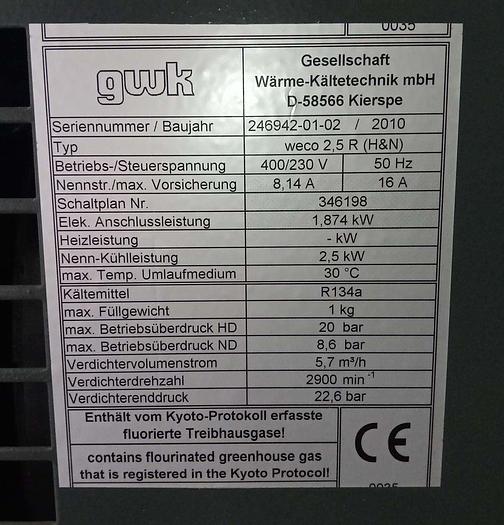 0035
gwk
Gesellschaft
Wärme-Kältetechnik mbH
D-58566 Kierspe
Seriennummer / Baujahr 246942-01-02 / 2010
Typ weco 2,5 R (H&N)
Betriebs-/Steuerspannung 400/230 V 50 Hz
Nennstr./max. Vorsicherung 8,14 A 16 A
Schaltplan Nr. 346198
Elek. Anschlussleistung 1,874 kW
Heizleistung - kW
Nenn-Kühlleistung 2,5 kW
max. Temp. Umlaufmedium 30 °C
Kältemittel R134a
max. Füllgewicht 1 kg
max. Betriebsüberdruck HD 20 bar
max. Betriebsüberdruck ND 8,6 bar
Verdichtervolumenstrom 5,7 m³/h
Verdichterdrehzahl 2900 min⁻¹
Verdichterenddruck 22,6 bar
Enthält vom Kyoto-Protokoll erfasste
fluorierte Treibhausgase!
contains flourinated greenhouse gas
that is registered in the Kyoto Protocol!
CE
0035